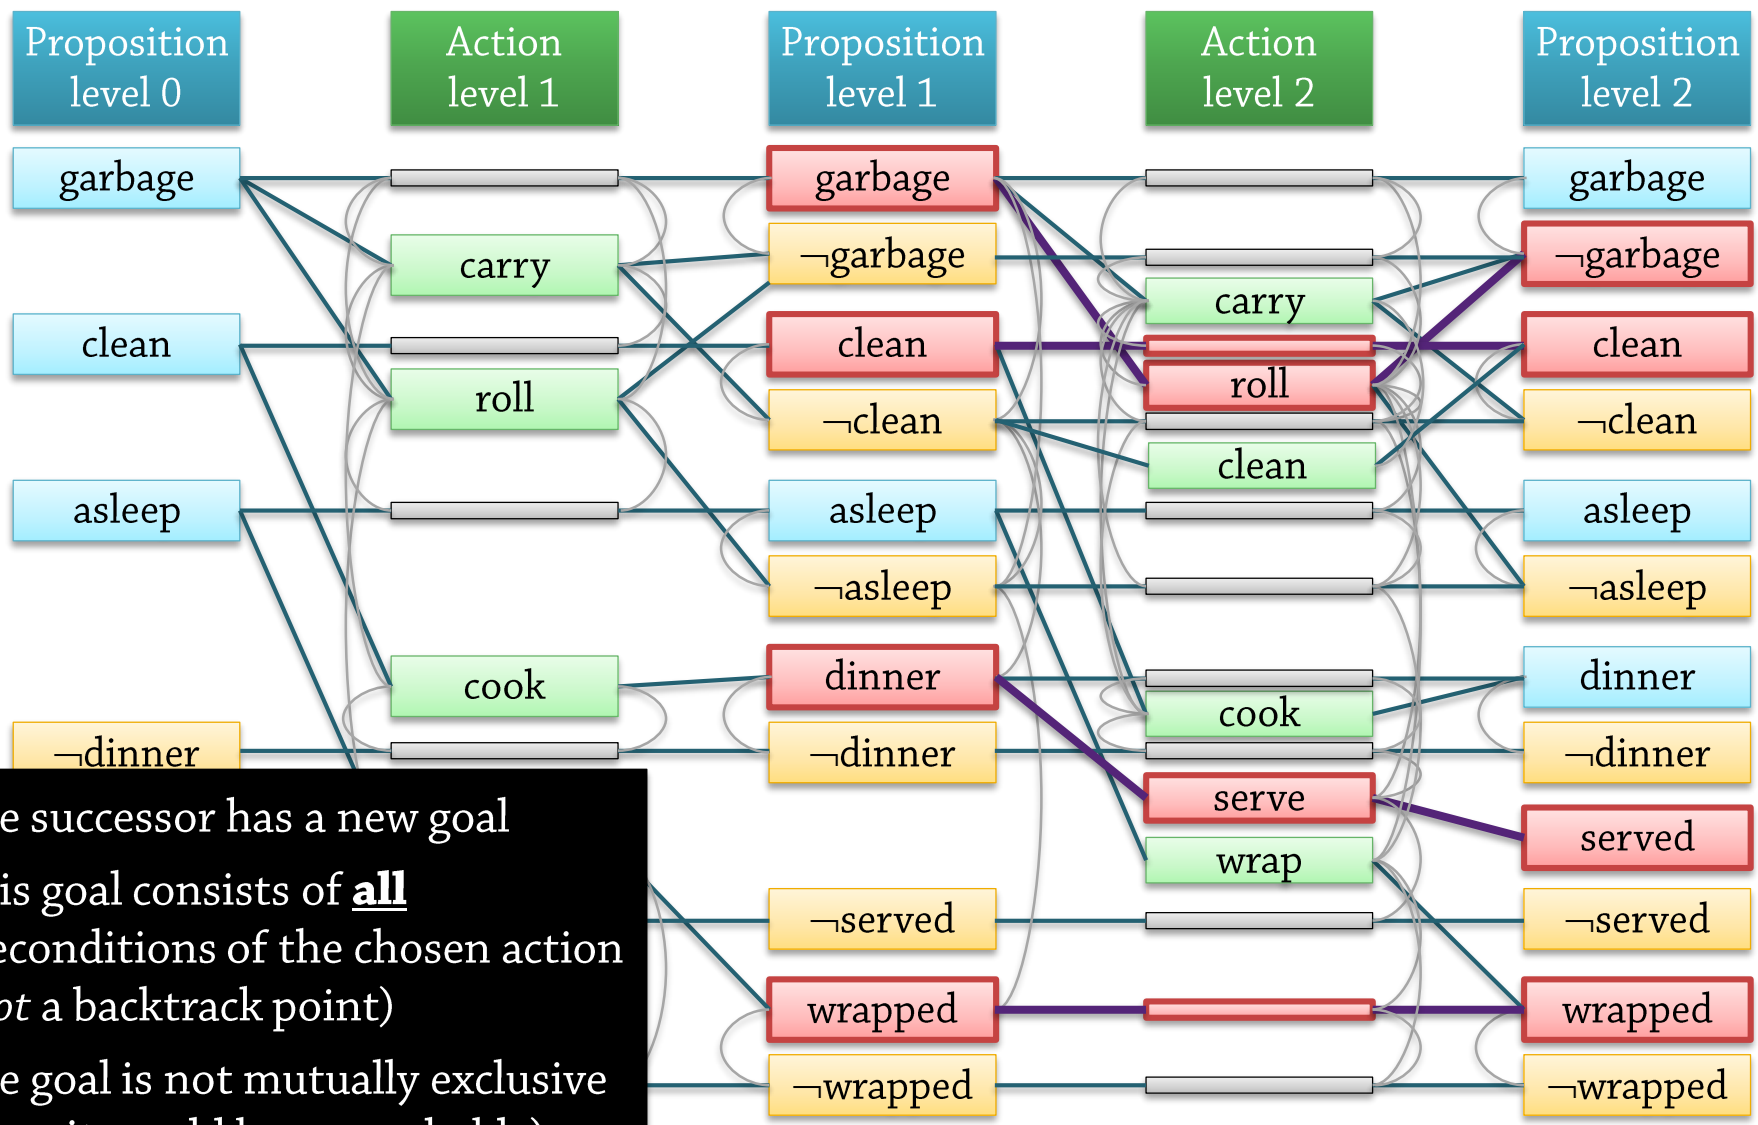 Proposition
level 0
Action
level 1
Proposition
level 1
Action
level 2
Proposition
level 2
garbage
clean
asleep
¬dinner
carry
roll
cook
garbage
¬garbage
clean
¬clean
asleep
¬asleep
dinner
¬dinner
¬served
wrapped
¬wrapped
carry
roll
clean
cook
serve
wrap
garbage
¬garbage
clean
¬clean
asleep
¬asleep
dinner
¬dinner
served
¬served
wrapped
¬wrapped
e successor has a new goal
is goal consists of all
econditions of the chosen action
a backtrack point)
e goal is not mutually exclusive